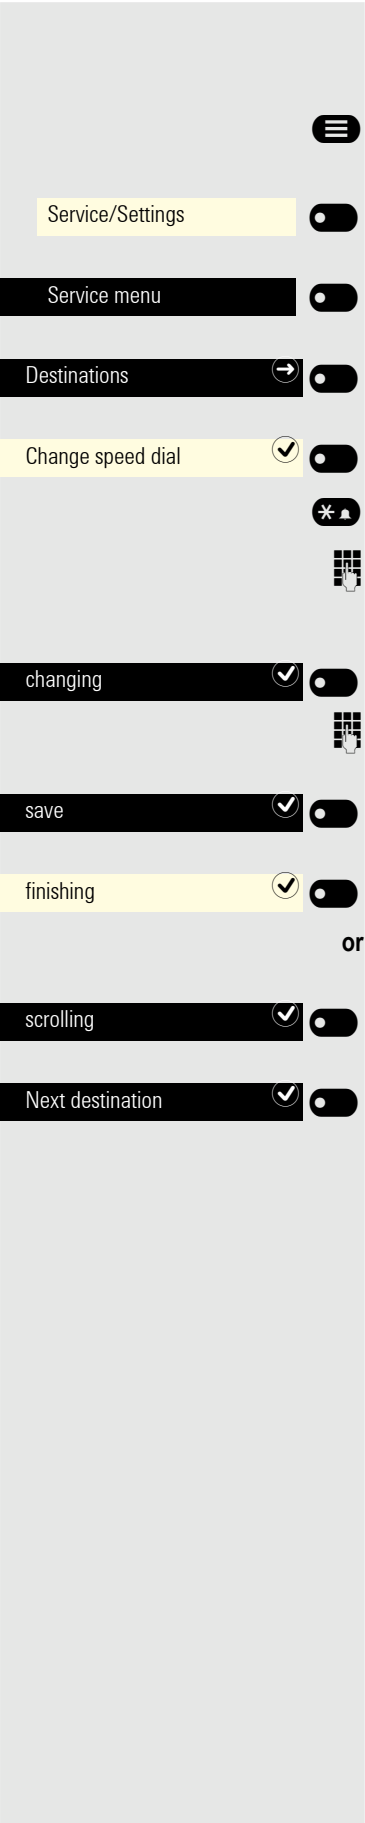 Service/Settings
Service menu
Destinations
Change speed dial
changing
save
finishing
or
scrolling
Next destination